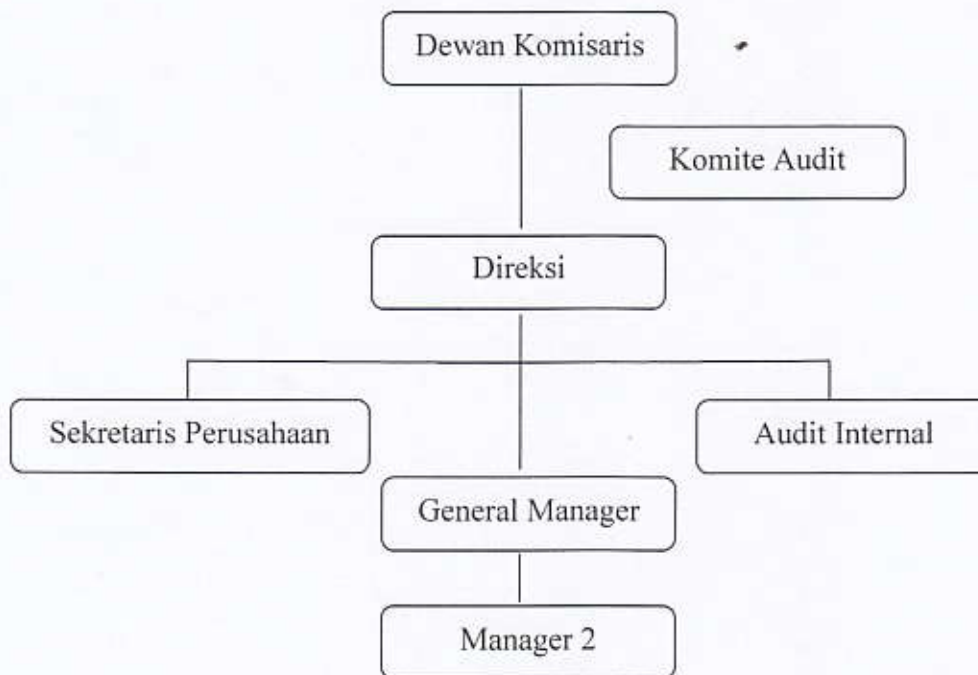 Dewan Komisaris
Komite Audit
Direksi
Sekretaris Perusahaan
Audit Internal
General Manager
Manager 2